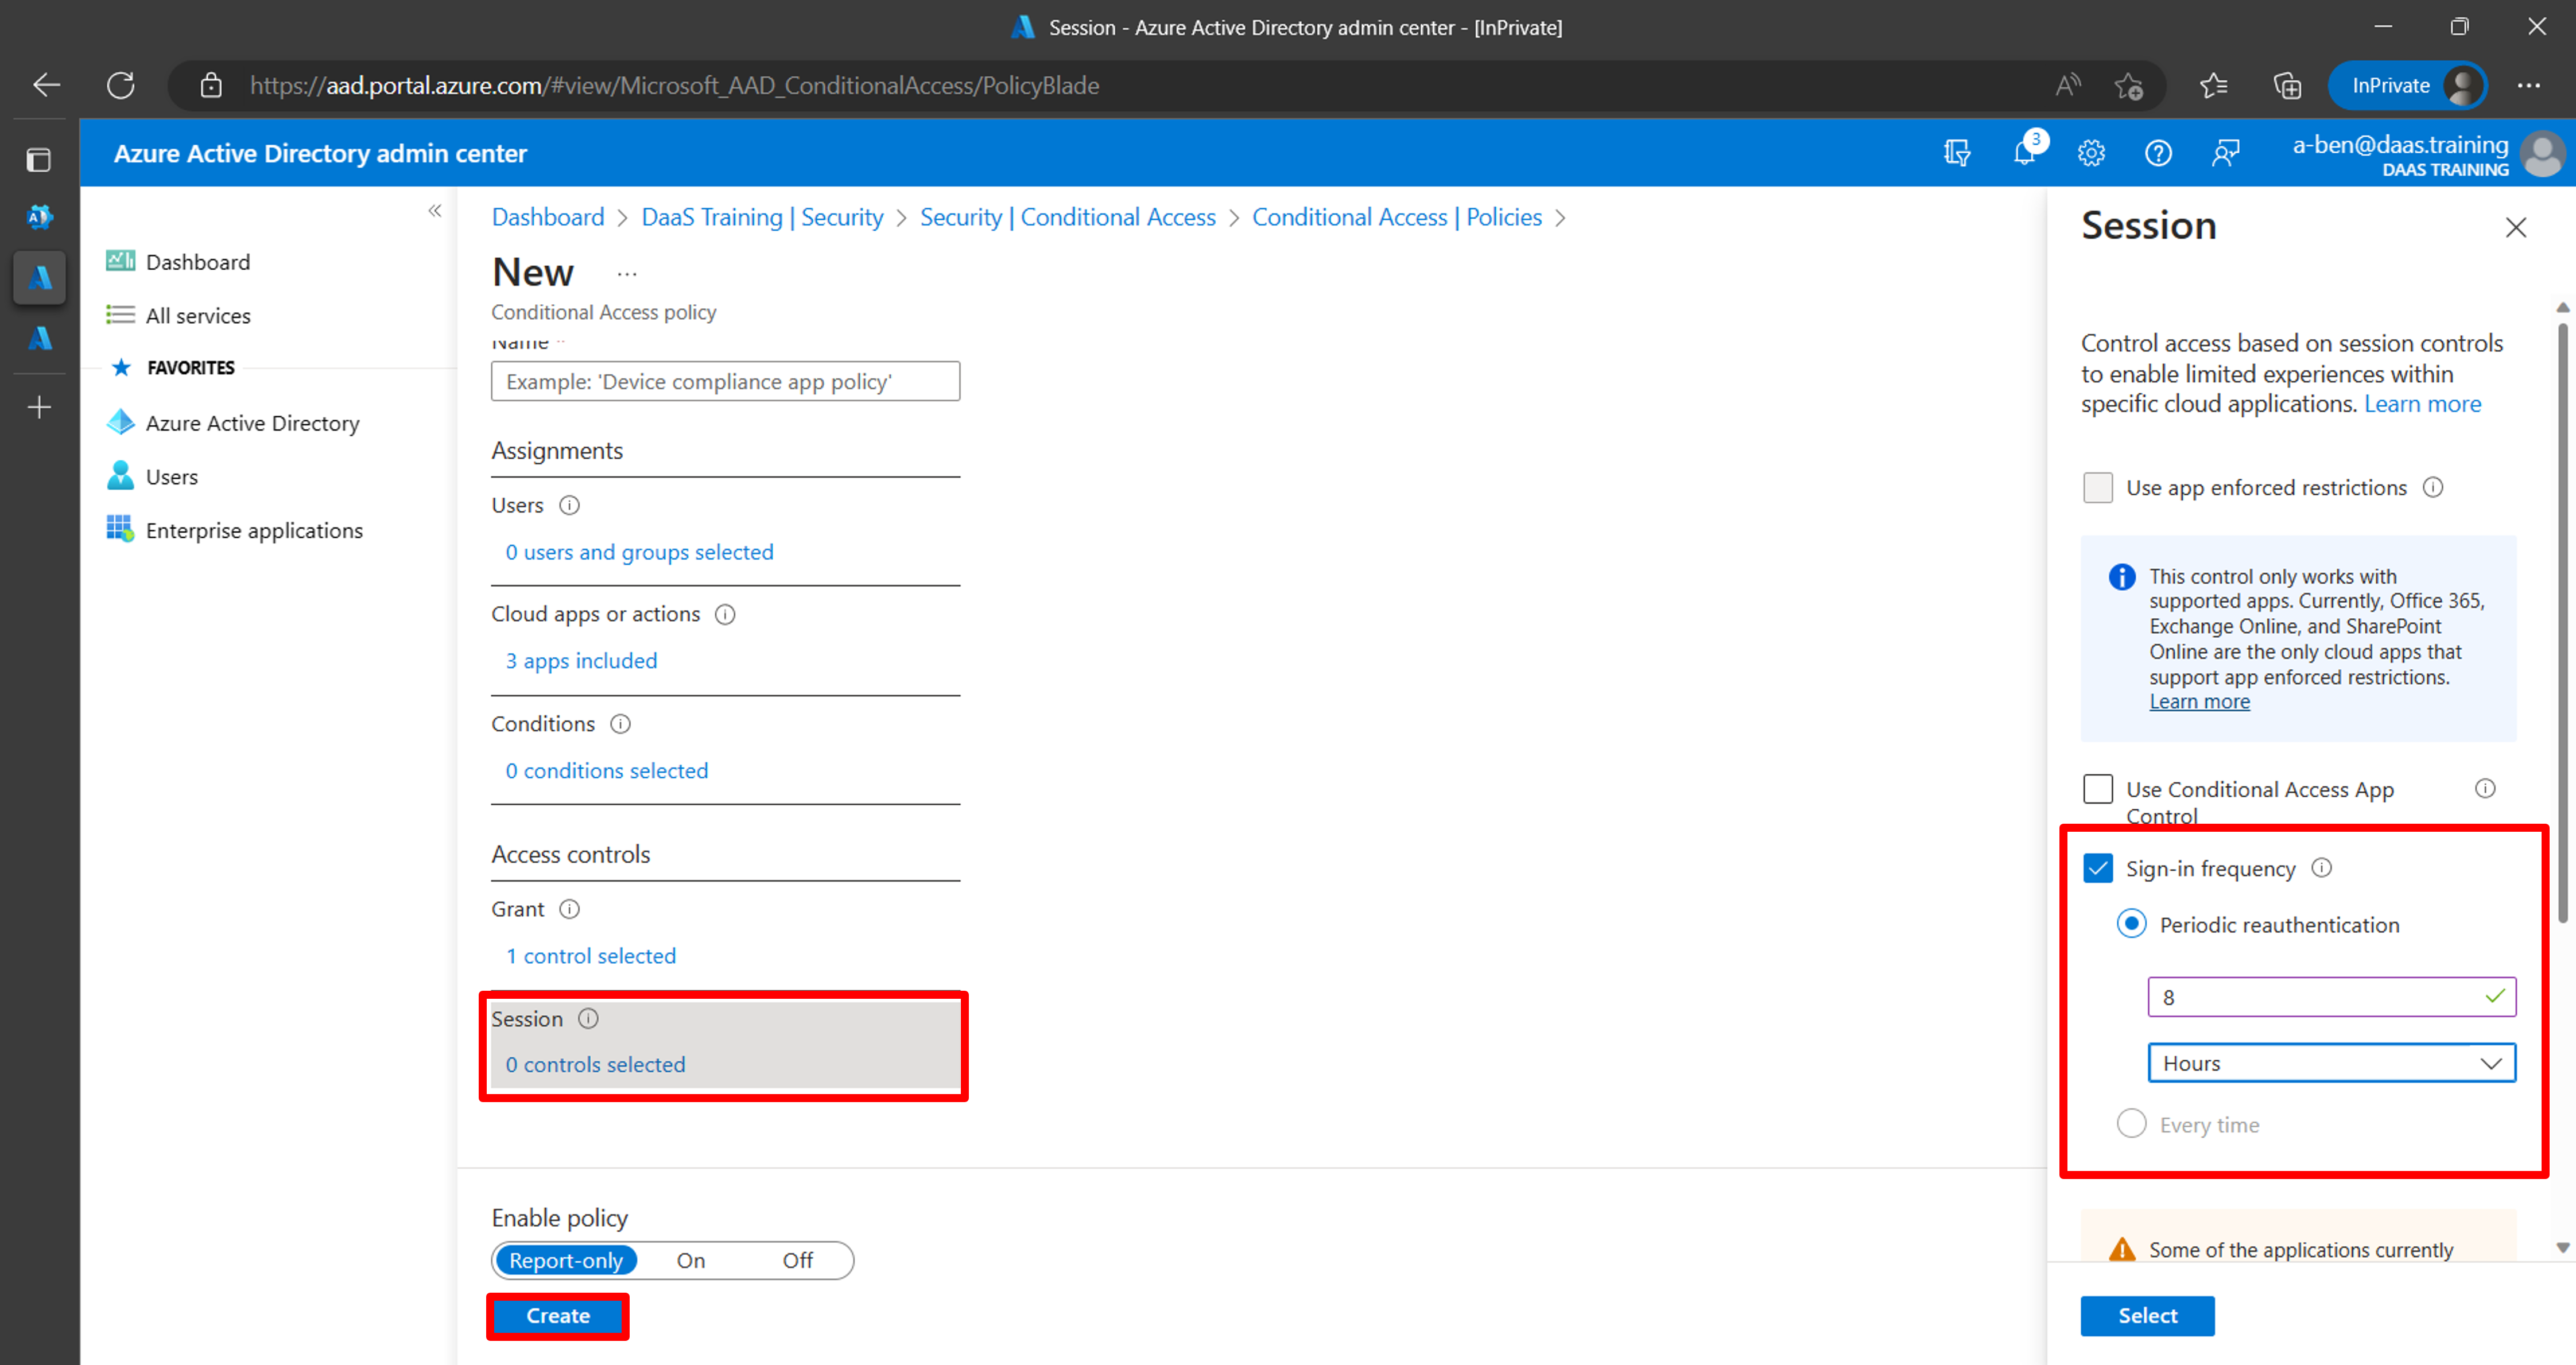 Session - Azure Active Directory admin center - [InPrivate]
https://aad.portal.azure.com/#view/Microsoft_AAD_ConditionalAccess/PolicyBlade
InPrivate
Azure Active Directory admin center
3
a-ben@daas.training
DAAS TRAINING
Dashboard
All services
FAVORITES
Azure Active Directory
Users
Enterprise applications
Dashboard > DaaS Training | Security > Security | Conditional Access > Conditional Access | Policies >
New ...
Conditional Access policy
Name *
Example: 'Device compliance app policy'
Assignments
Users
0 users and groups selected
Cloud apps or actions
3 apps included
Conditions
0 conditions selected
Access controls
Grant
1 control selected
Session
0 controls selected
Enable policy
Report-only On Off
Create
Session
Control access based on session controls
to enable limited experiences within
specific cloud applications. Learn more
Use app enforced restrictions
This control only works with
supported apps. Currently, Office 365,
Exchange Online, and SharePoint
Online are the only cloud apps that
support app enforced restrictions.
Learn more
Use Conditional Access App
Control
Sign-in frequency
Periodic reauthentication
8
Hours
Every time
Some of the applications currently
Select